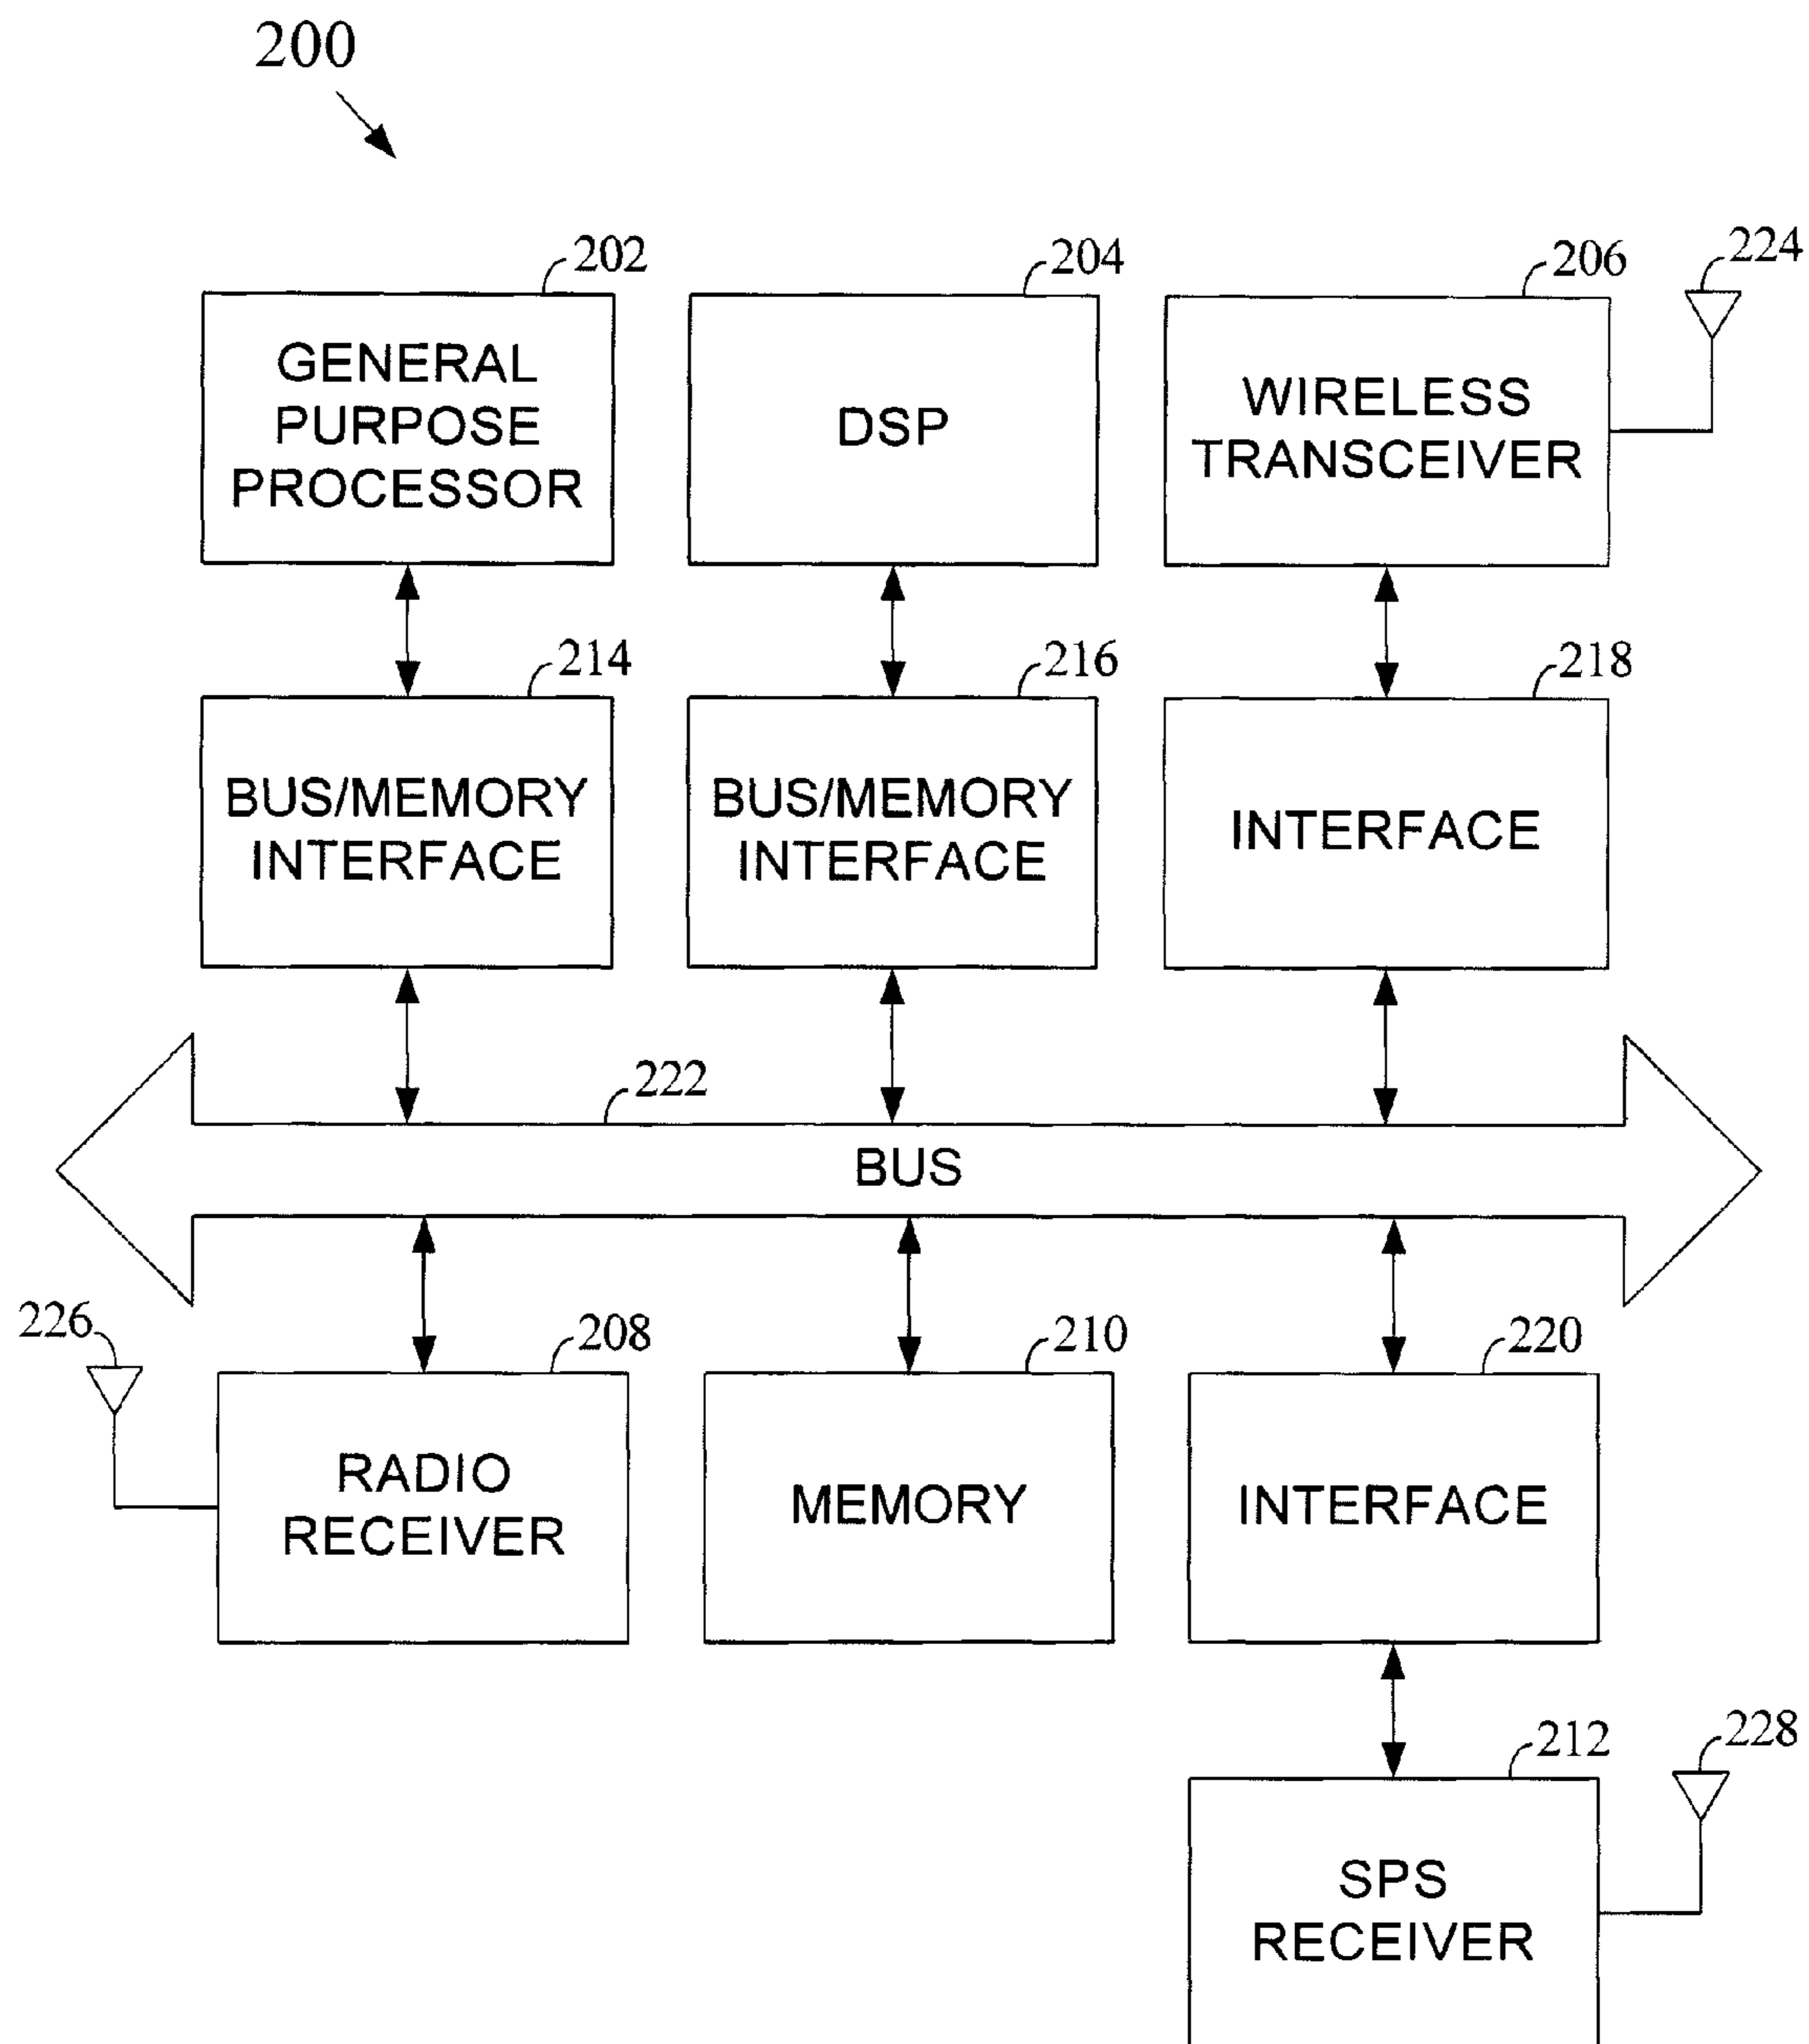 200
202
204
206
224
GENERAL
PURPOSE
PROCESSOR
DSP
WIRELESS
TRANSCEIVER
214
216
218
BUS/MEMORY
INTERFACE
BUS/MEMORY
INTERFACE
INTERFACE
222
BUS
226
208
210
220
RADIO
RECEIVER
MEMORY
INTERFACE
212
228
SPS
RECEIVER